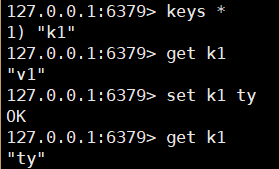 127.0.0.1:6379> keys *
1) "k1"
127.0.0.1:6379> get k1
"v1"
127.0.0.1:6379> set k1 ty
OK
127.0.0.1:6379> get k1
"ty"